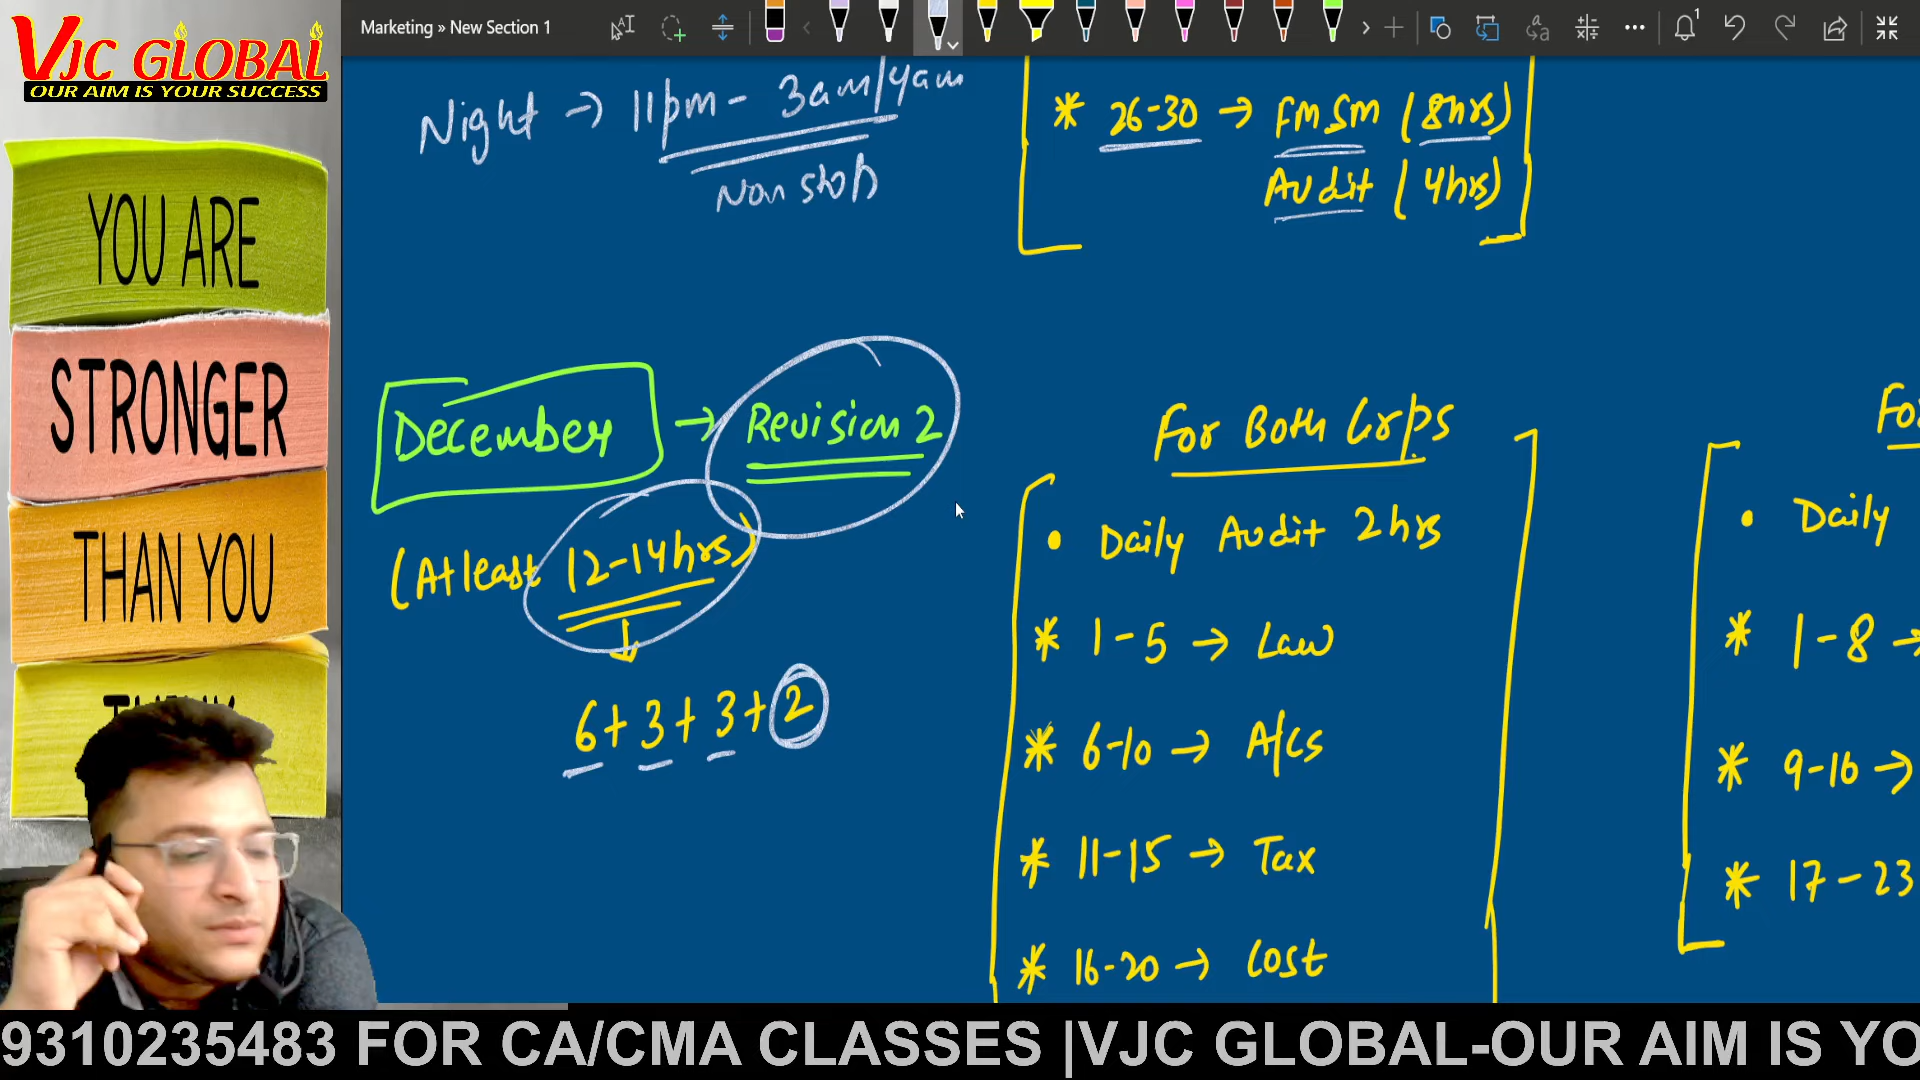 VJC GLOBAL
OUR AIM IS YOUR SUCCESS
YOU ARE
STRONGER
THAN YOU
Marketing » New Section 1
Night → 11pm - 3am/4am
Non stop
* 26-30 → FMSM (8hrs)
Audit (4hrs)
December → Revision 2
(Atleast 12-14hrs)
6+3+3+2
For Both Grps
• Daily Audit 2hrs
* 1-5 → Law
* 6-10 → A/Cs
* 11-15 → Tax
* 16-20 → Cost
• Daily
* 1-8 →
* 9-16 →
* 17-23
9310235483 FOR CA/CMA CLASSES |VJC GLOBAL-OUR AIM IS YO